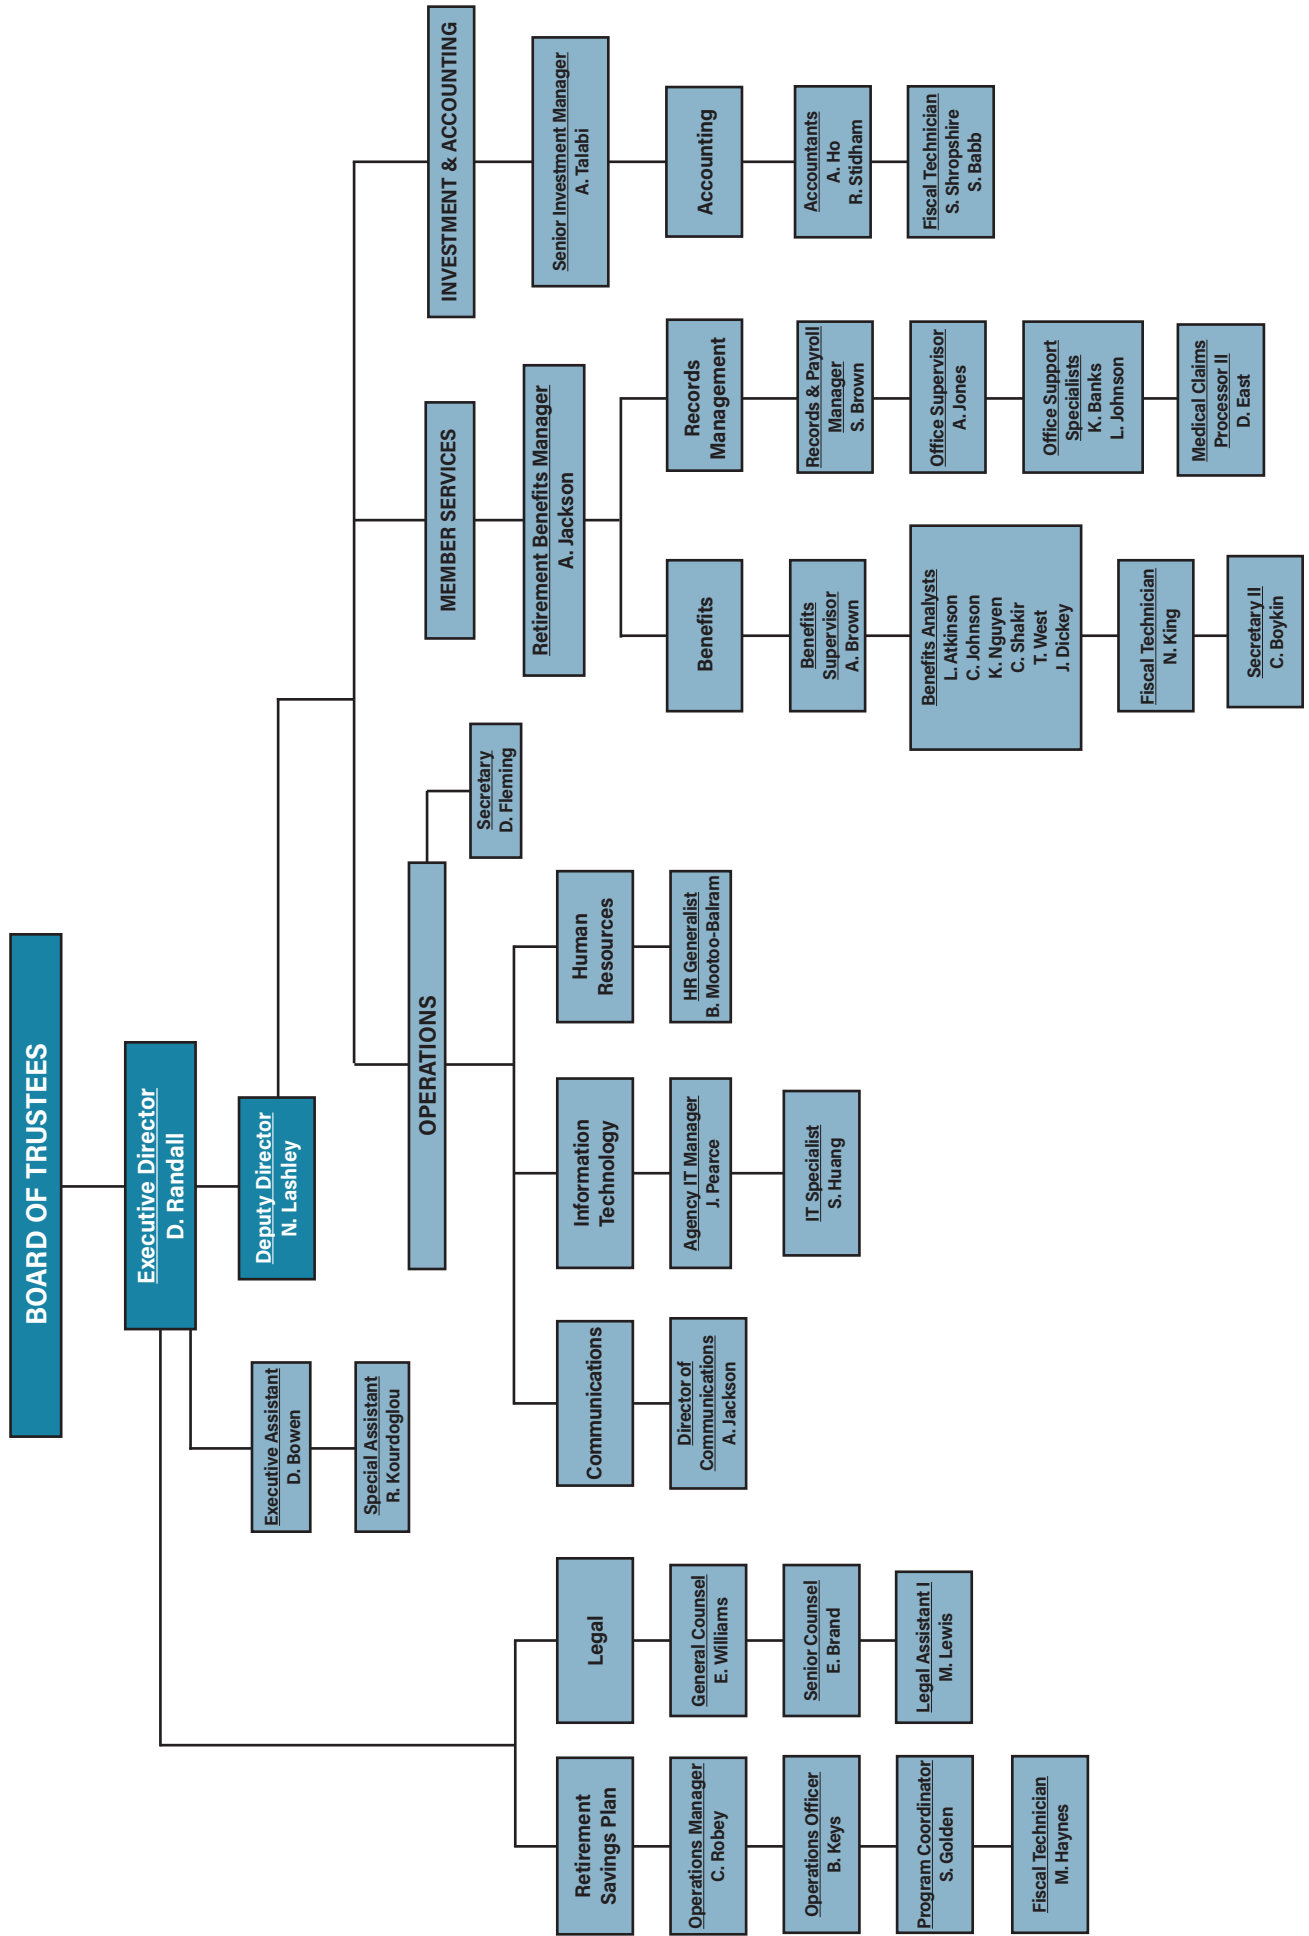 BOARD OF TRUSTEES
Executive Director
D. Randall
Deputy Director
N. Lashley
Executive Assistant
D. Bowen
Special Assistant
R. Kourdoglou
Retirement
Savings Plan
Operations Manager
C. Robey
Operations Officer
B. Keys
Program Coordinator
S. Golden
Fiscal Technician
M. Haynes
Legal
General Counsel
E. Williams
Senior Counsel
E. Brand
Legal Assistant I
M. Lewis
OPERATIONS
Secretary
D. Fleming
Communications
Director of
Communications
A. Jackson
Information
Technology
Agency IT Manager
J. Pearce
IT Specialist
S. Huang
Human
Resources
HR Generalist
B. Mootoo-Balram
MEMBER SERVICES
Retirement Benefits Manager
A. Jackson
Benefits
Benefits
Supervisor
A. Brown
Benefits Analysts
L. Atkinson
C. Johnson
K. Nguyen
C. Shakir
T. West
J. Dickey
Fiscal Technician
N. King
Secretary II
C. Boykin
Records
Management
Records & Payroll
Manager
S. Brown
Office Supervisor
A. Jones
Office Support
Specialists
K. Banks
L. Johnson
Medical Claims
Processor II
D. East
INVESTMENT & ACCOUNTING
Senior Investment Manager
A. Talabi
Accounting
Accountants
A. Ho
R. Stidham
Fiscal Technician
S. Shropshire
S. Babb